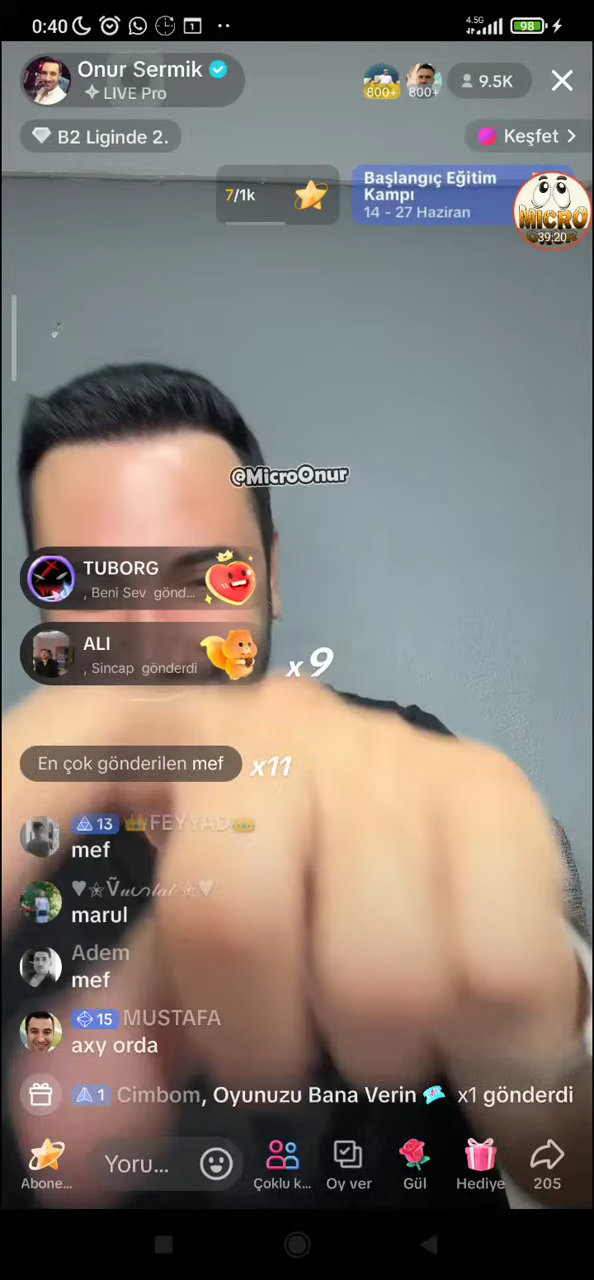 0:40
4.5G
98
Onur Sermik
LIVE Pro
800+
800+
9.5K
B2 Liginde 2.
Keşfet
7/1k
Başlangıç Eğitim
Kampı
14 - 27 Haziran
MICRO
39:20
@MicroOnur
TUBORG
, Beni Sev gönd...
ALI
, Sincap gönderdi
x9
En çok gönderilen mef
x11
13 👑FEYYAD👑
mef
marul
Adem
mef
15 MUSTAFA
axy orda
1 Cimbom, Oyunuzu Bana Verin x1 gönderdi
Yoru...
Abone...
Çoklu k...
Oy ver
Gül
Hediye
205